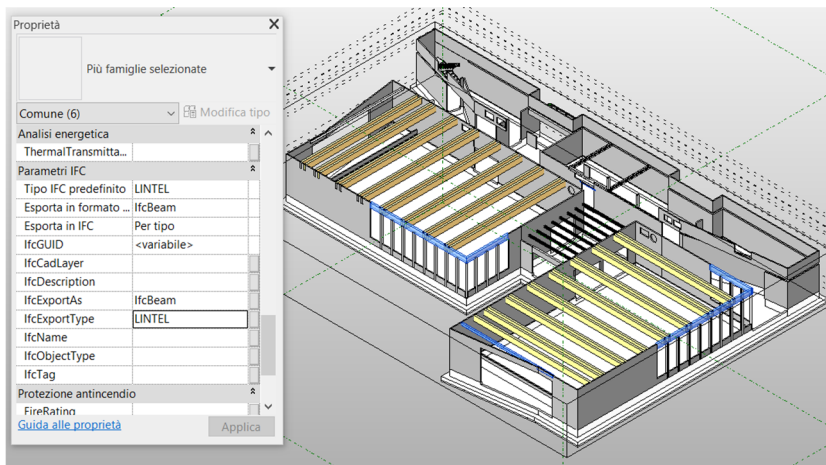 Proprietà
Più famiglie selezionate
Comune (6) Modifica tipo
Analisi energetica
ThermalTransmitta...
Parametri IFC
Tipo IFC predefinito LINTEL
Esporta in formato ... IfcBeam
Esporta in IFC Per tipo
IfcGUID <variabile>
IfcCadLayer
IfcDescription
IfcExportAs IfcBeam
IfcExportType LINTEL
IfcName
IfcObjectType
IfcTag
Protezione antincendio
FireRating
Guida alle proprietà Applica